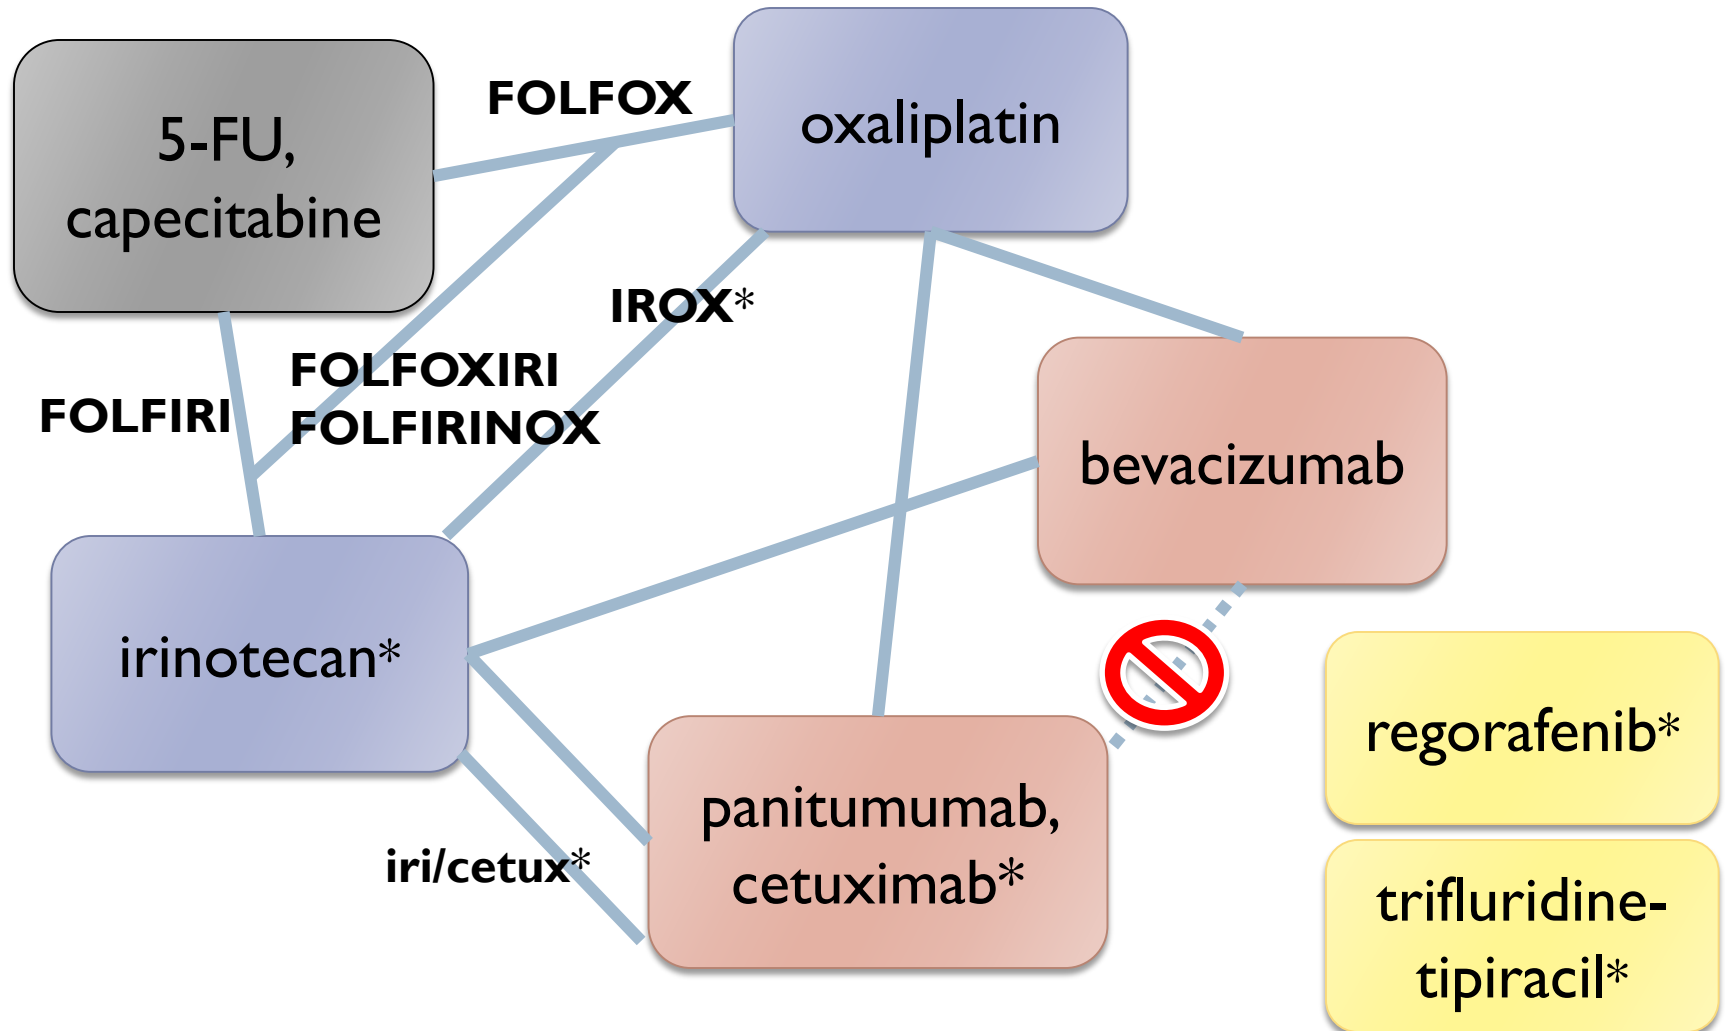 5-FU,
capecitabine
FOLFOX
oxaliplatin
IROX*
FOLFOXIRI
FOLFIRINOX
FOLFIRI
bevacizumab
irinotecan*
iri/cetux*
panitumumab,
cetuximab*
regorafenib*
trifluridine-
tipiracil*